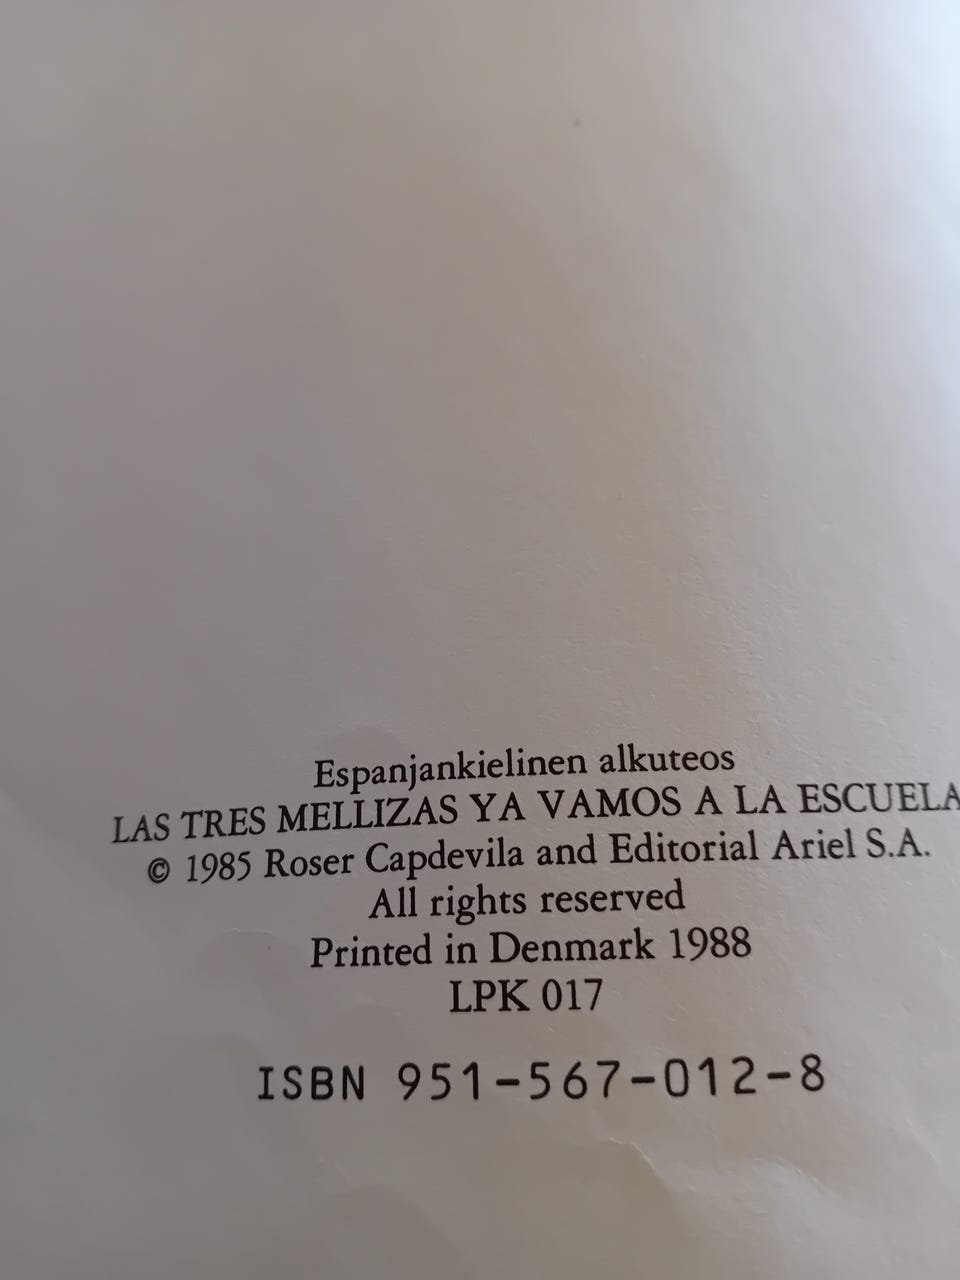 Espanjankielinen alkuteos
LAS TRES MELLIZAS YA VAMOS A LA ESCUELA
© 1985 Roser Capdevila and Editorial Ariel S.A.
All rights reserved
Printed in Denmark 1988
LPK 017
ISBN 951-567-012-8